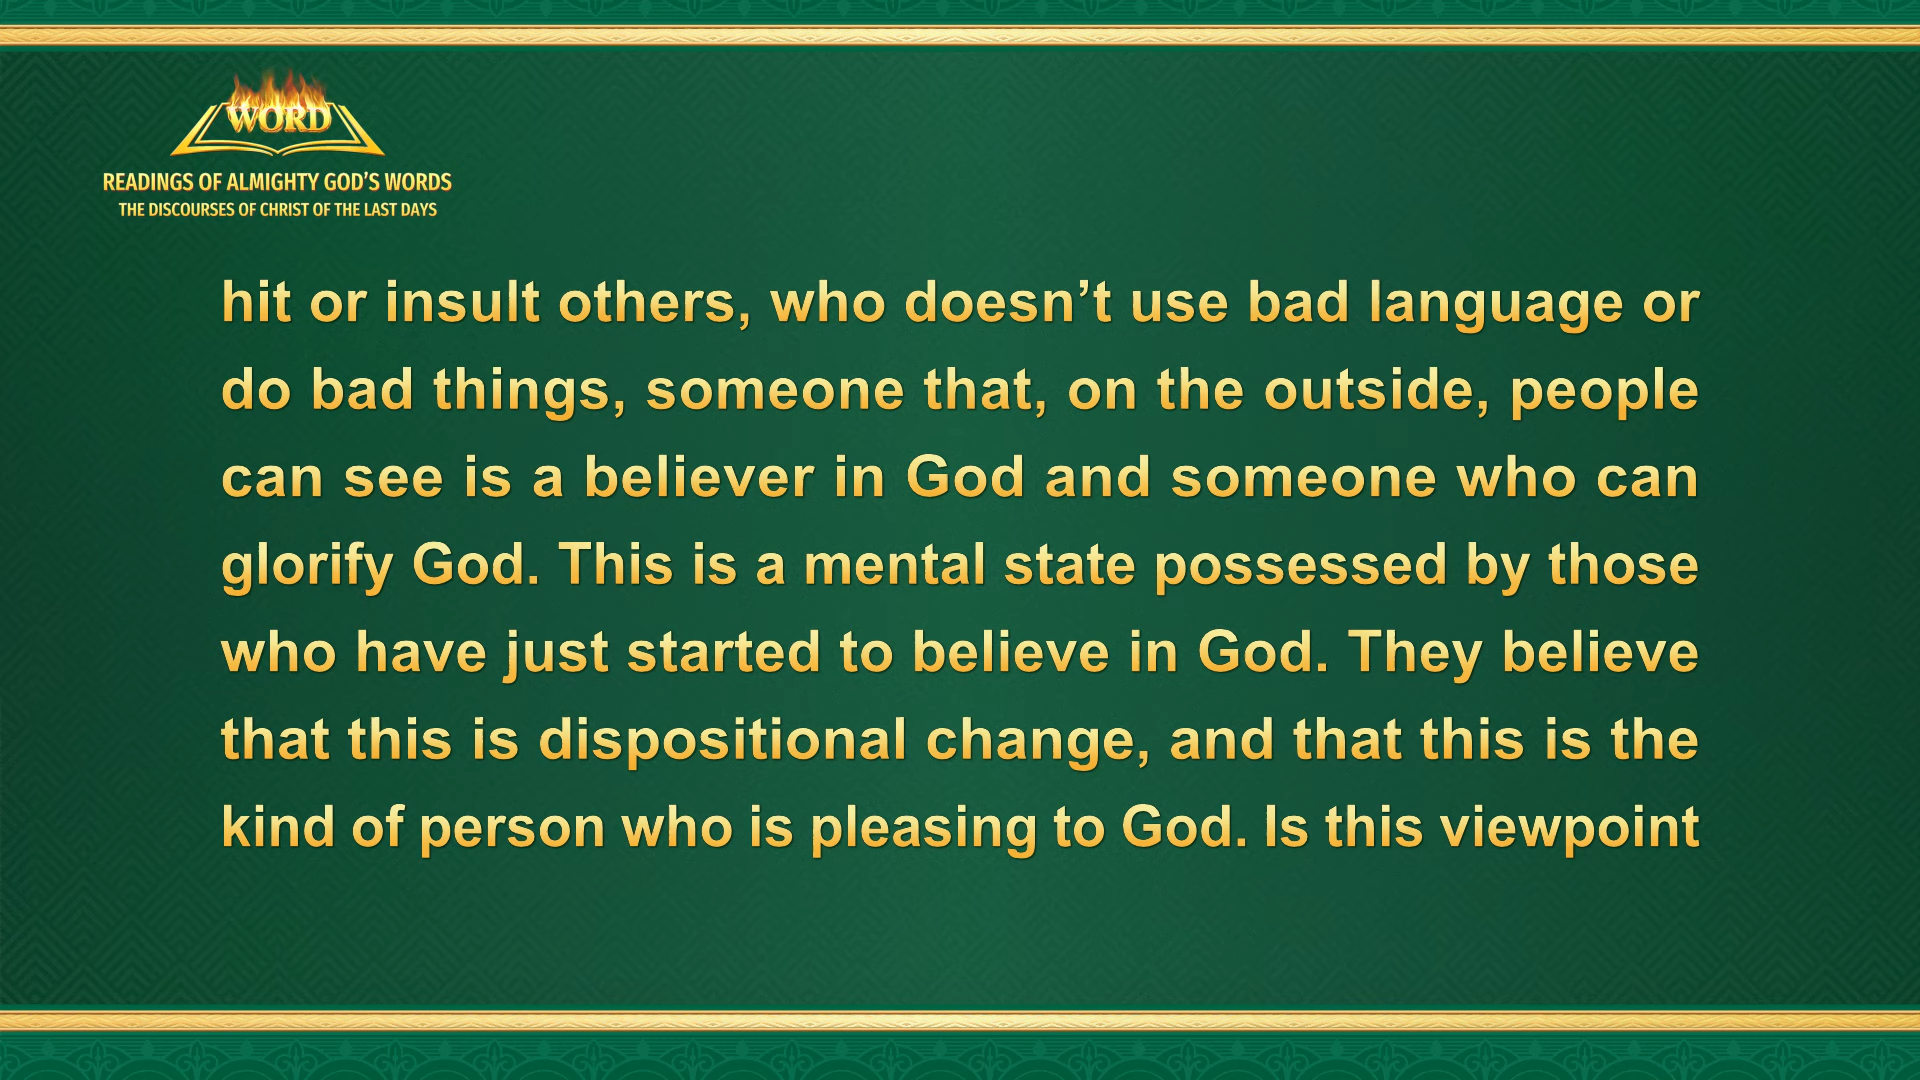 WORD
READINGS OF ALMIGHTY GOD’S WORDS
THE DISCOURSES OF CHRIST OF THE LAST DAYS
hit or insult others, who doesn’t use bad language or
do bad things, someone that, on the outside, people
can see is a believer in God and someone who can
glorify God. This is a mental state possessed by those
who have just started to believe in God. They believe
that this is dispositional change, and that this is the
kind of person who is pleasing to God. Is this viewpoint